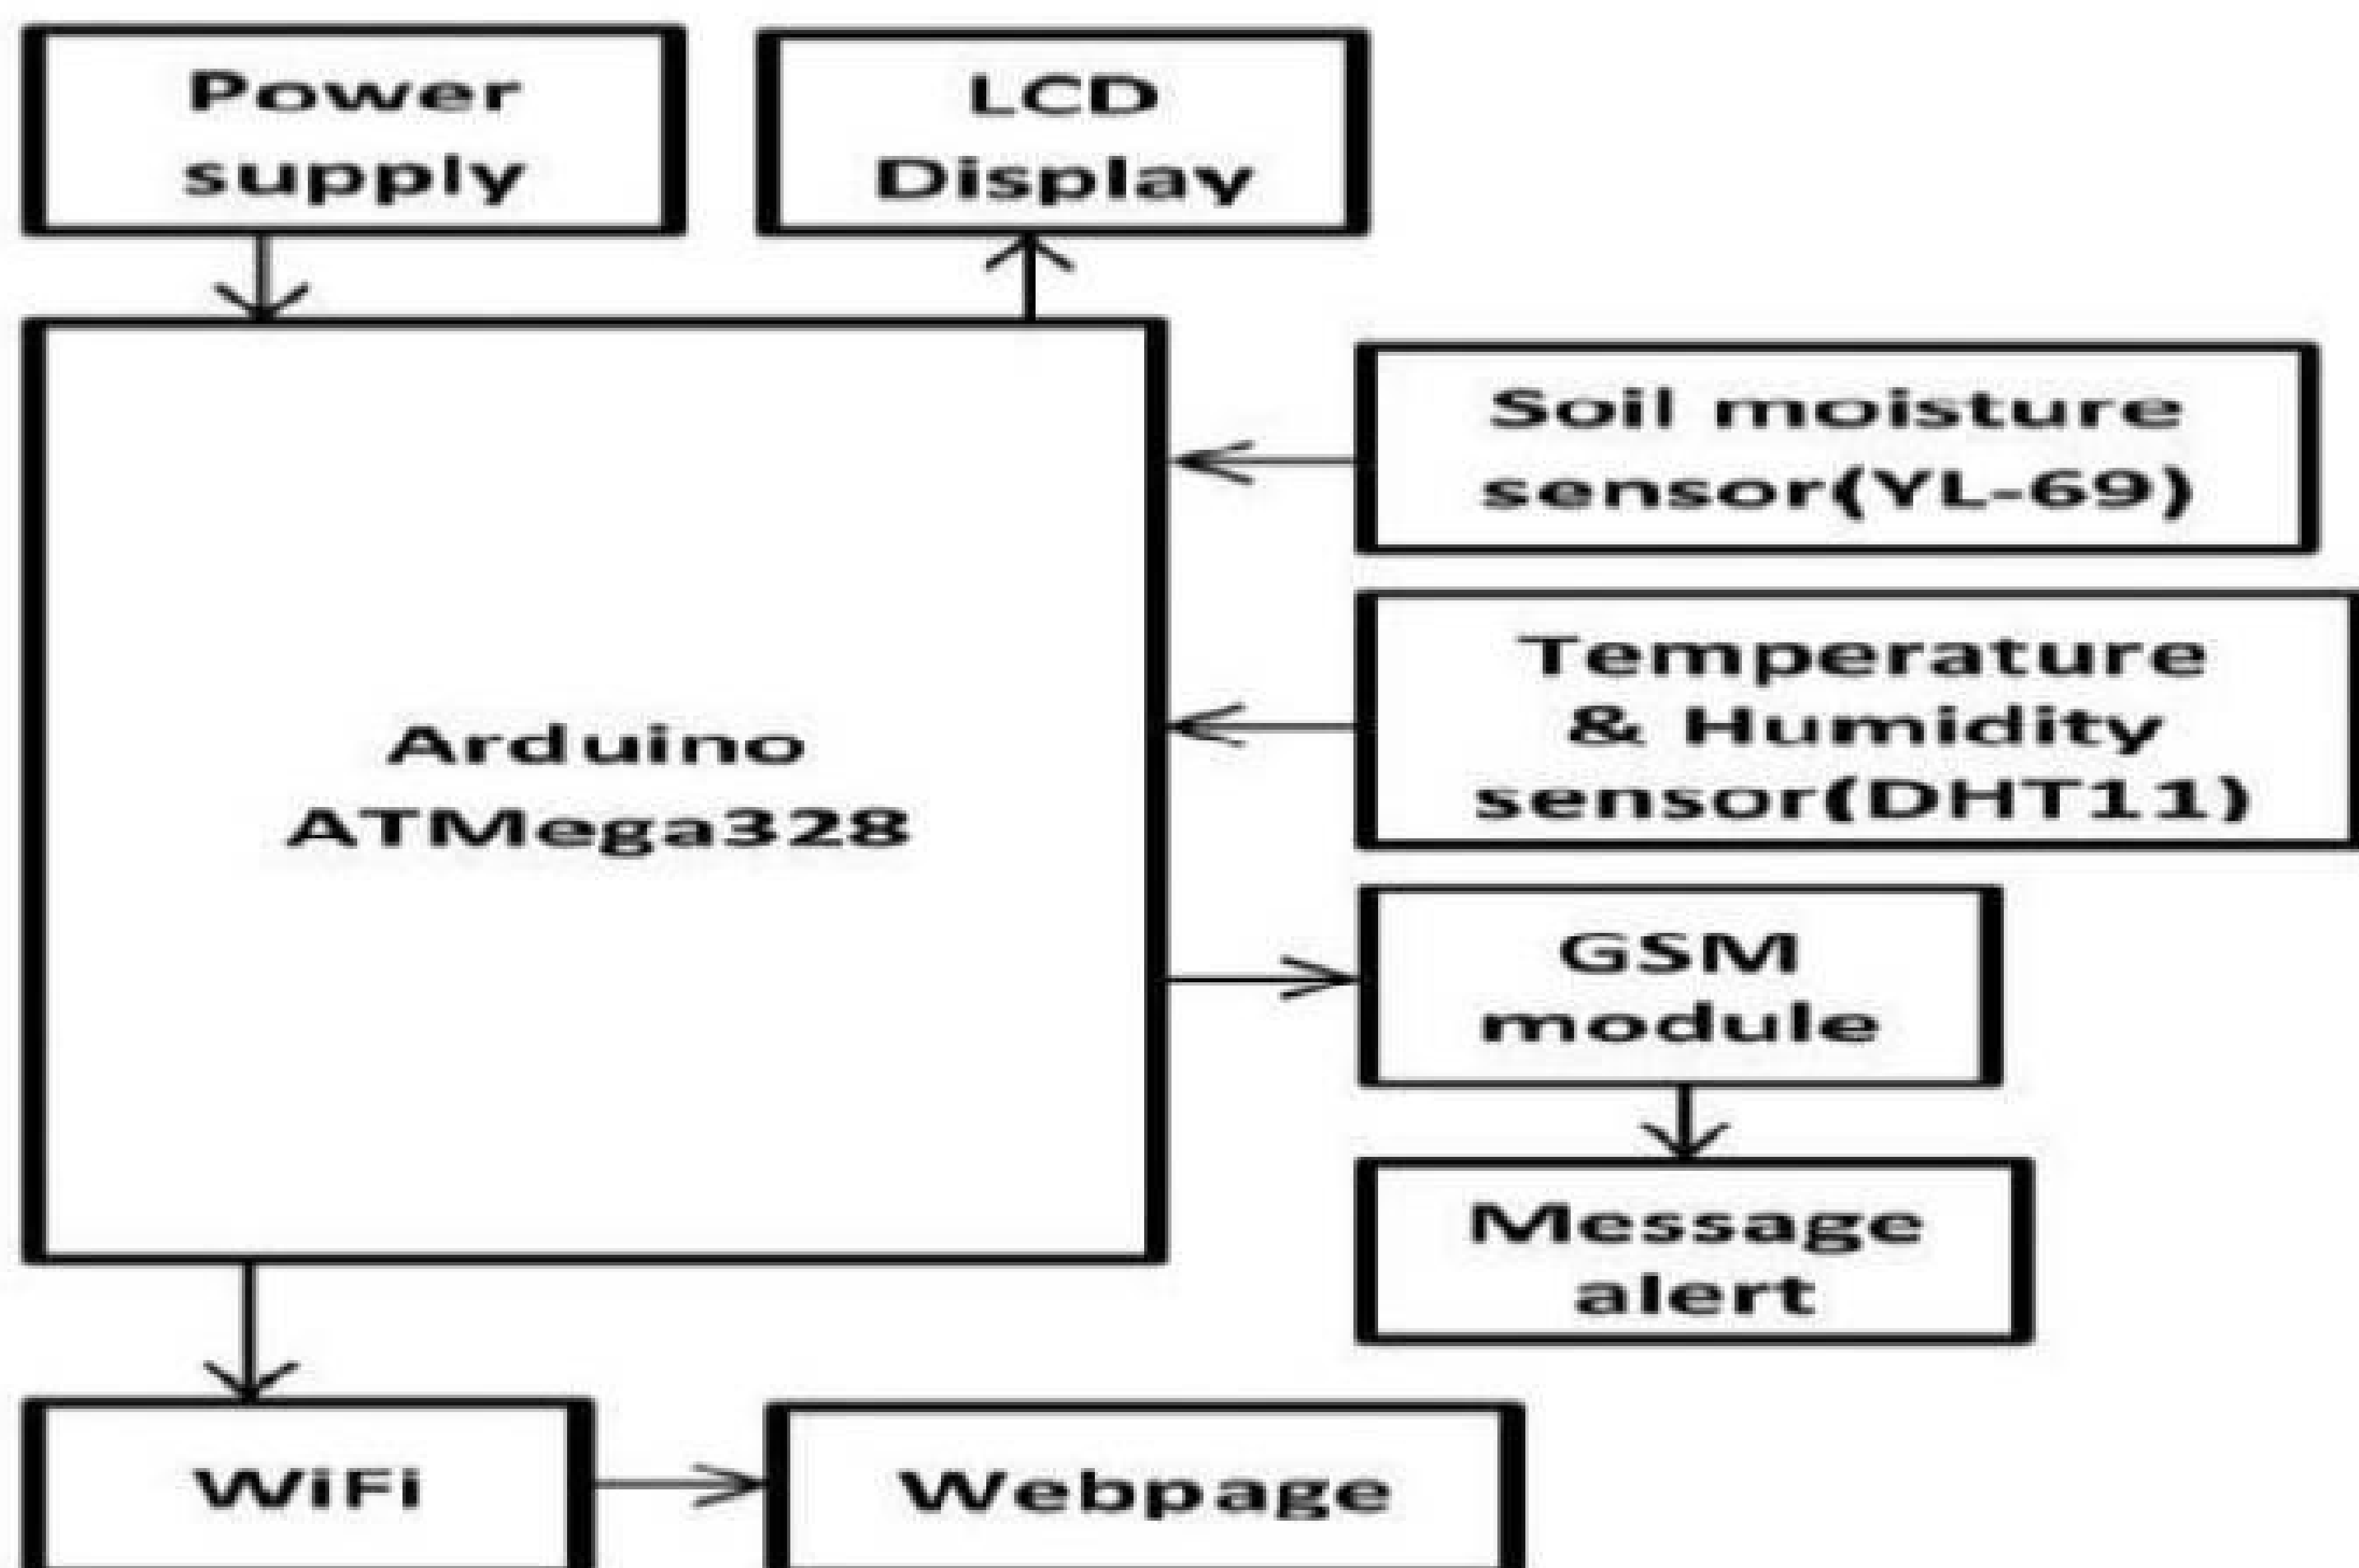 Power
supply
LCD
Display
Soil moisture
sensor(YL-69)
Temperature
& Humidity
sensor(DHT11)
Arduino
ATMega328
GSM
module
Message
alert
WiFi
Webpage